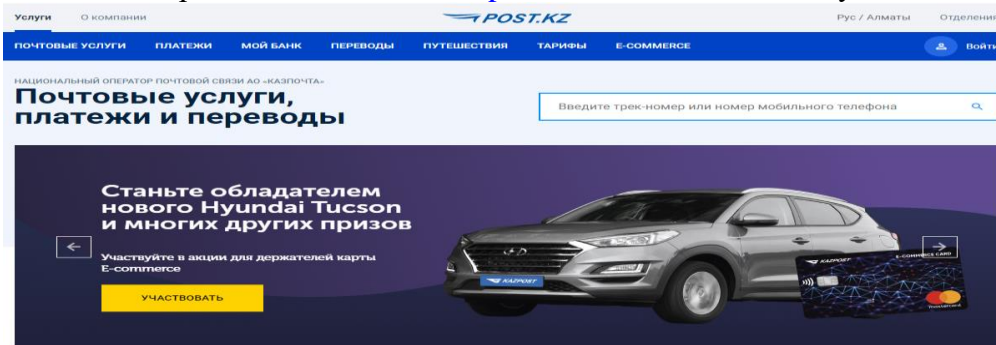 Услуги О компании POST.KZ Рус / Алматы Отделения
ПОЧТОВЫЕ УСЛУГИ ПЛАТЕЖИ МОЙ БАНК ПЕРЕВОДЫ ПУТЕШЕСТВИЯ ТАРИФЫ E-COMMERCE Войти
НАЦИОНАЛЬНЫЙ ОПЕРАТОР ПОЧТОВОЙ СВЯЗИ АО «КАЗПОЧТА»
Почтовые услуги,
платежи и переводы
Введите трек-номер или номер мобильного телефона
Станьте обладателем
нового Hyundai Tucson
и многих других призов
Участвуйте в акции для держателей карты
E-commerce
УЧАСТВОВАТЬ
KAZPOST
KAZPOST E-COMMERCE CARD
mastercard